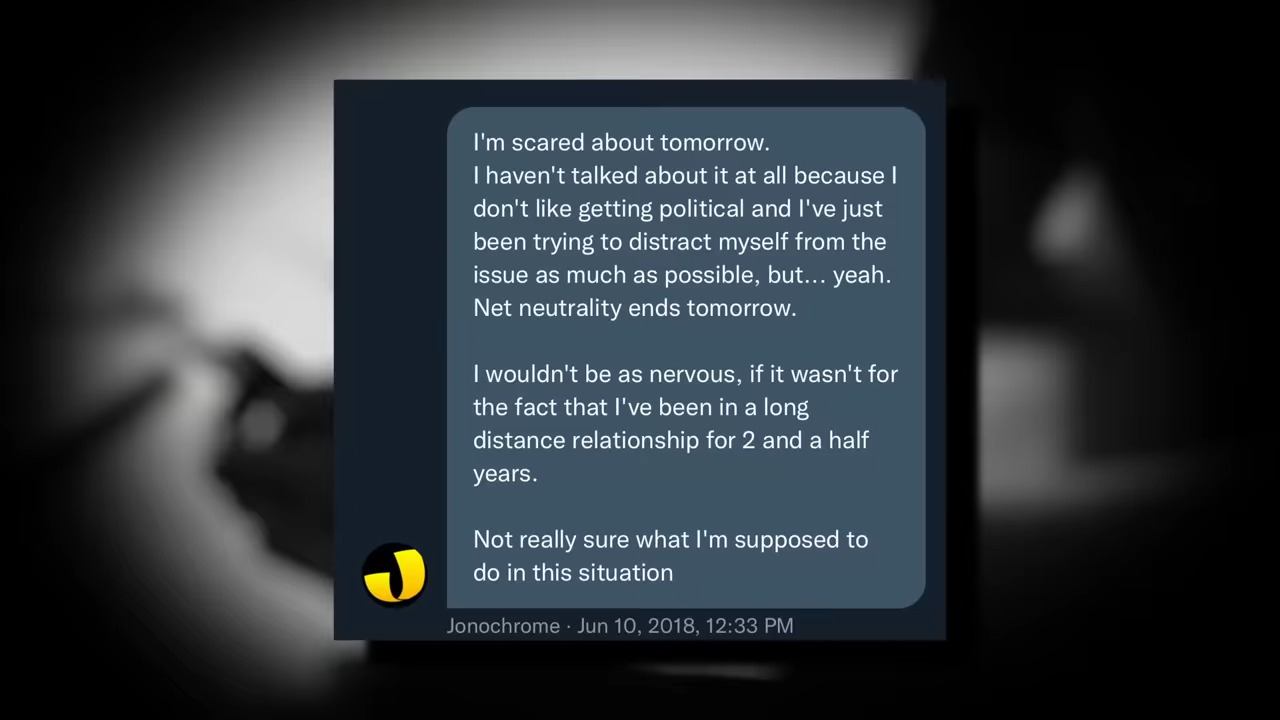 I'm scared about tomorrow.
I haven't talked about it at all because I
don't like getting political and I've just
been trying to distract myself from the
issue as much as possible, but... yeah.
Net neutrality ends tomorrow.
I wouldn't be as nervous, if it wasn't for
the fact that I've been in a long
distance relationship for 2 and a half
years.
Not really sure what I'm supposed to
do in this situation
Jonochrome · Jun 10, 2018, 12:33 PM